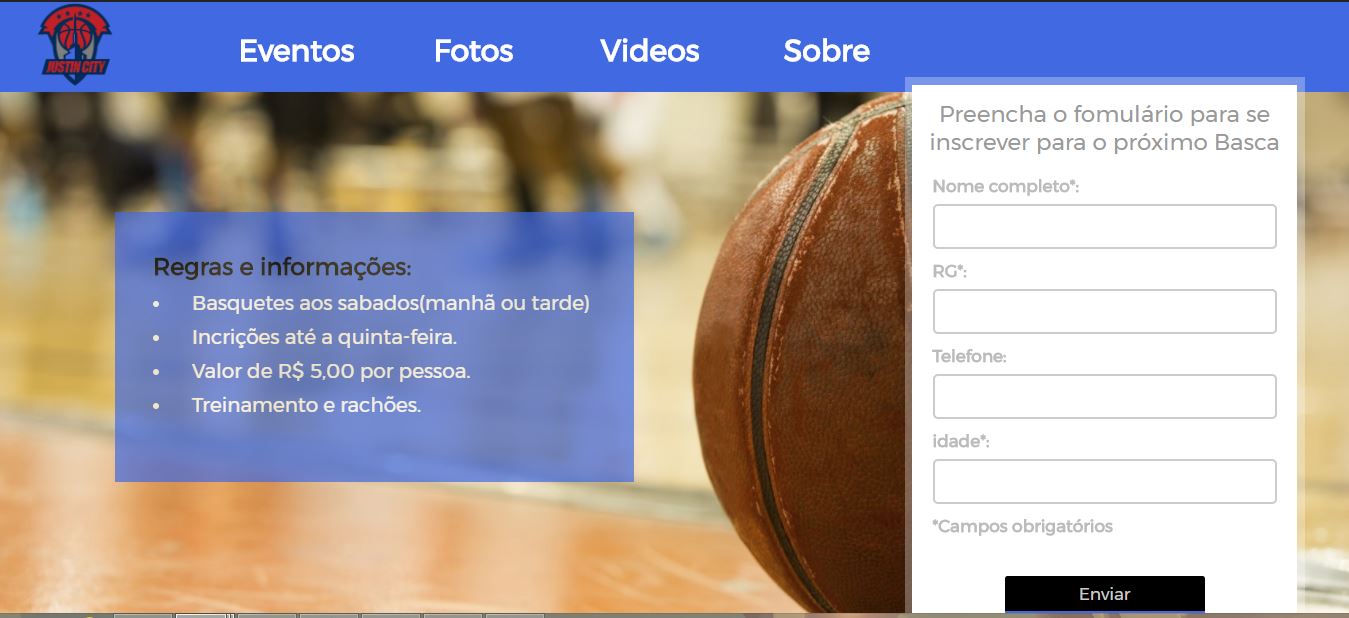 JUSTIN CITY
Eventos
Fotos
Videos
Sobre
Regras e informações:
• Basquetes aos sabados(manhã ou tarde)
• Incrições até a quinta-feira.
• Valor de R$ 5,00 por pessoa.
• Treinamento e rachões.
Preencha o fomulário para se
inscrever para o próximo Basca
Nome completo*:
RG*:
Telefone:
idade*:
*Campos obrigatórios
Enviar